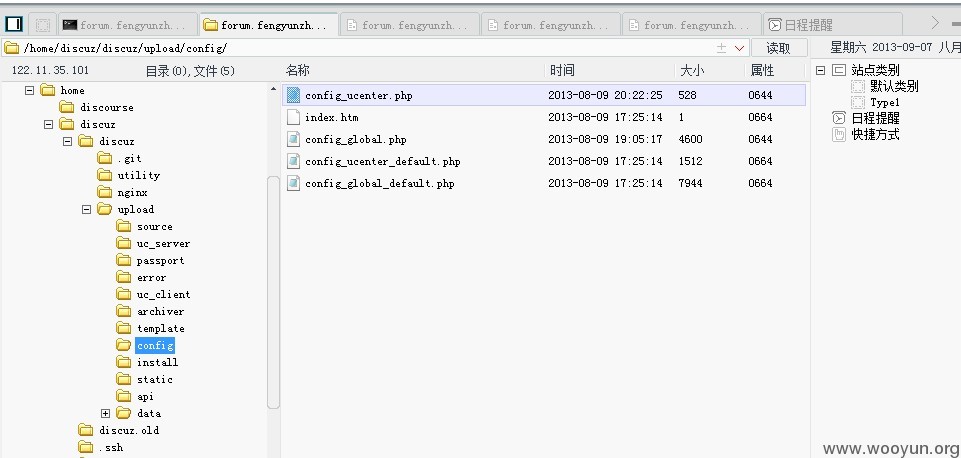 forum.fengyunzh... forum.fengyunzh... forum.fengyunzh... forum.fengyunzh... forum.fengyunzh... 日程提醒
/home/discuz/discuz/upload/config/ 读取 星期六 2013-09-07 八月
122.11.35.101 目录(0),文件(5) 名称 时间 大小 属性
home
discourse
discuz
discuz
.git
utility
nginx
upload
source
uc_server
passport
error
uc_client
archiver
template
config
install
static
api
data
discuz.old
.ssh
config_ucenter.php 2013-08-09 20:22:25 528 0644
index.htm 2013-08-09 17:25:14 1 0664
config_global.php 2013-08-09 19:05:17 4600 0644
config_ucenter_default.php 2013-08-09 17:25:14 1512 0664
config_global_default.php 2013-08-09 17:25:14 7944 0664
站点类别
默认类别
Type1
日程提醒
快捷方式
www.wooyun.org